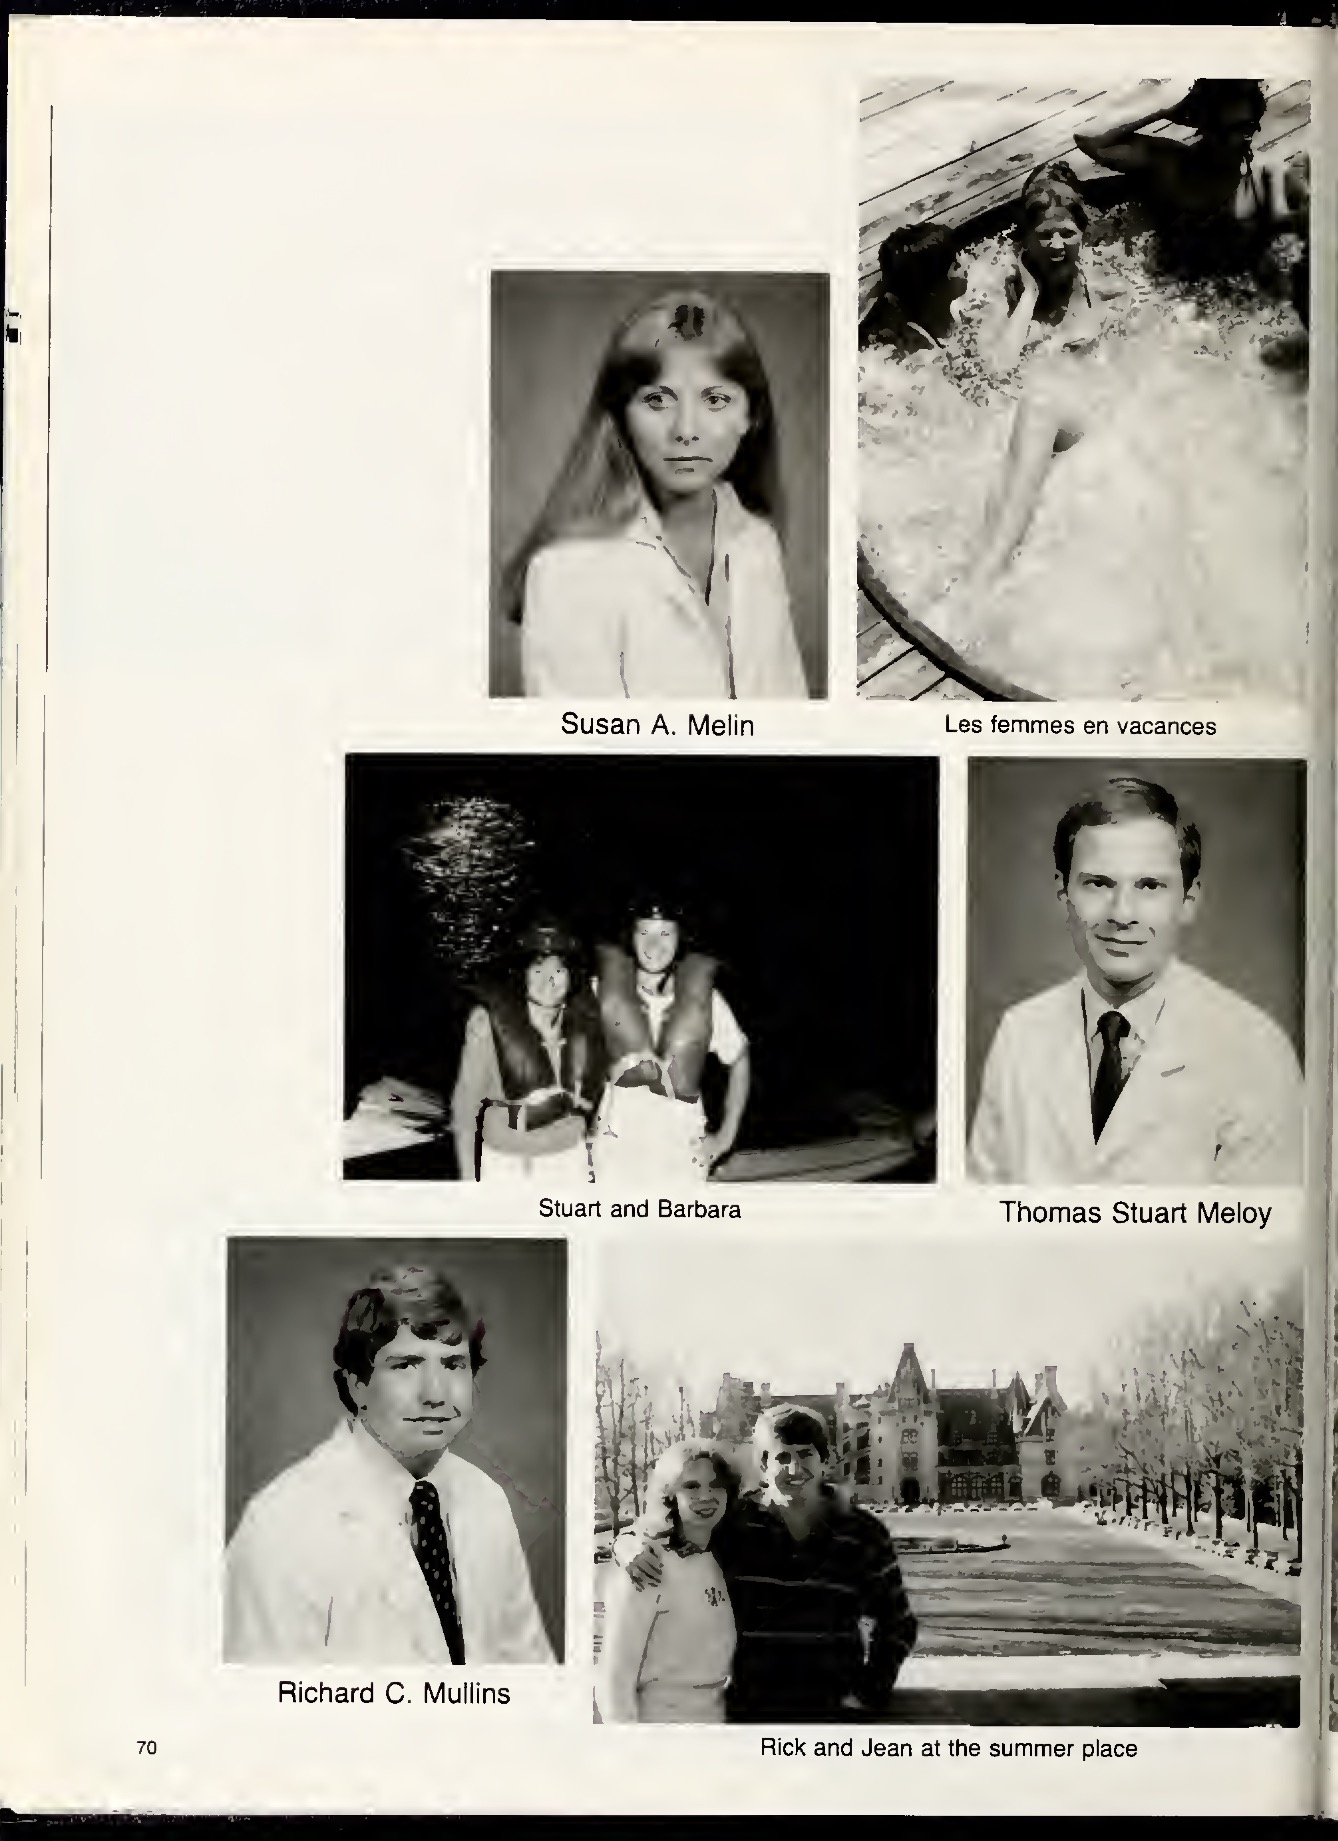 Susan A. Melin
Les femmes en vacances
Stuart and Barbara
Thomas Stuart Meloy
Richard C. Mullins
Rick and Jean at the summer place
70